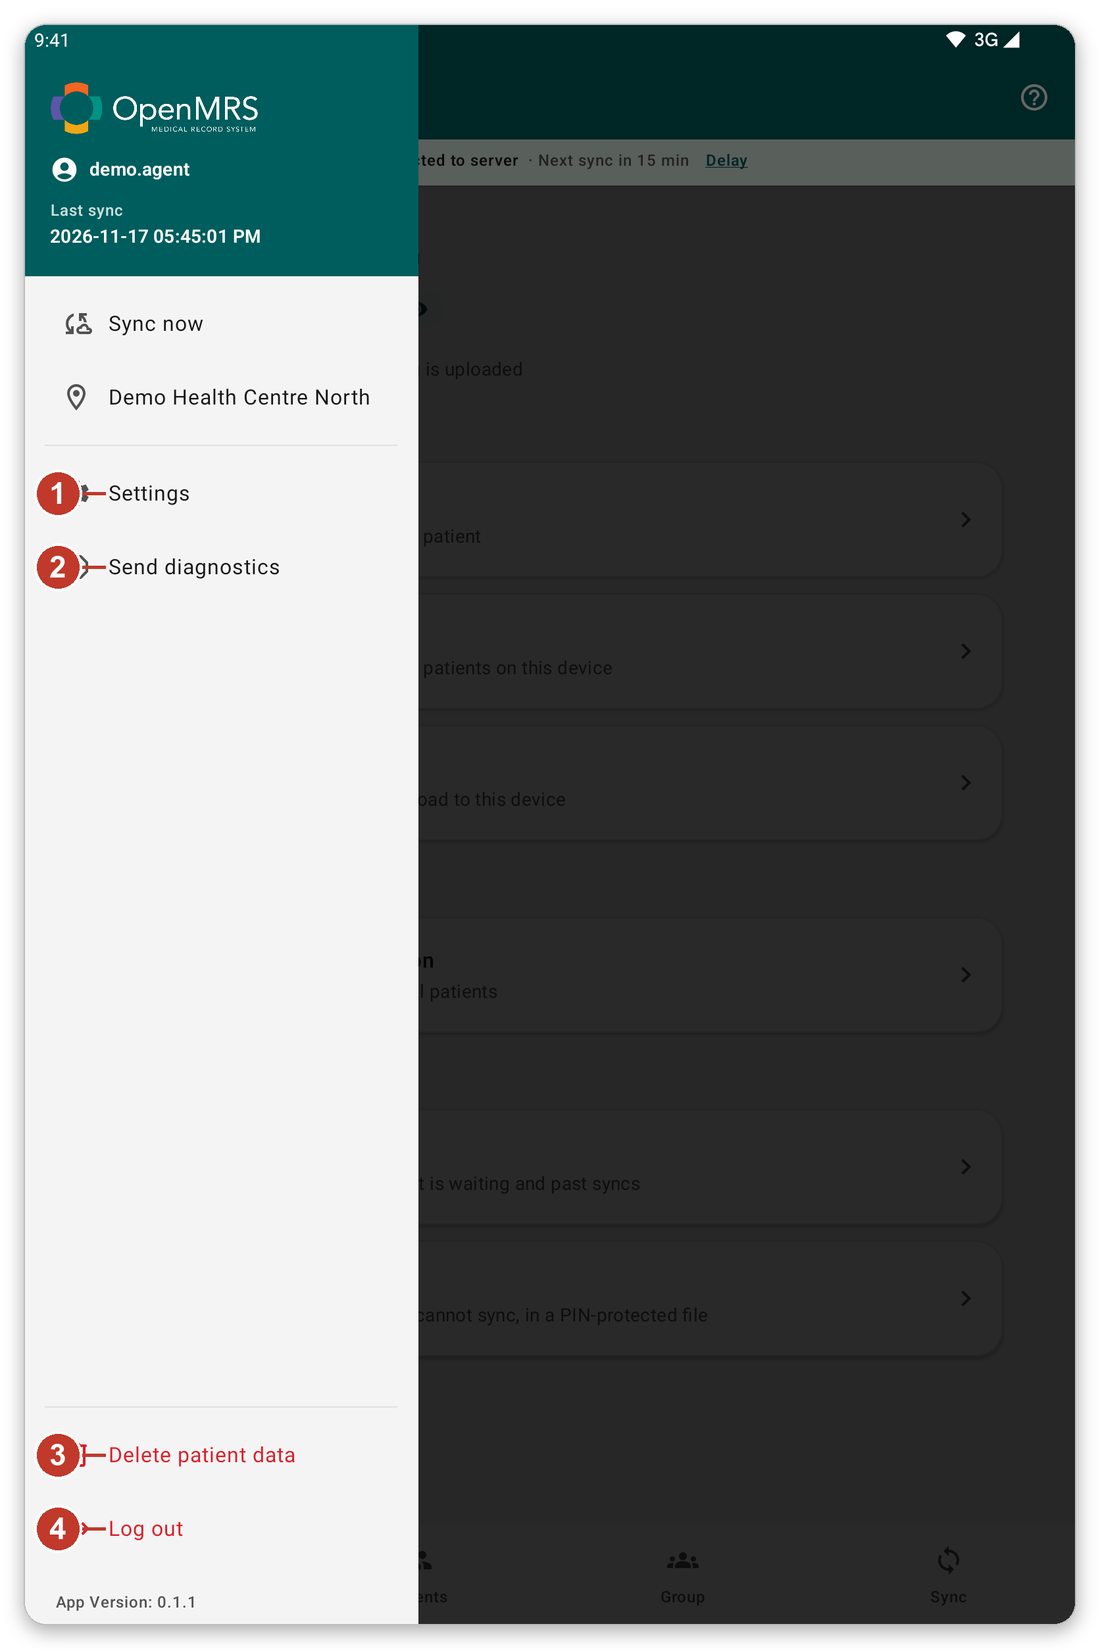 9:41
3G
OpenMRS
MEDICAL RECORD SYSTEM
demo.agent
Last sync
2026-11-17 05:45:01 PM
to server · Next sync in 15 min Delay
Sync now
is uploaded
Demo Health Centre North
1 Settings
patient
2 Send diagnostics
patients on this device
to this device
patients
is waiting and past syncs
cannot sync, in a PIN-protected file
3 Delete patient data
4 Log out
Group
Sync
App Version: 0.1.1